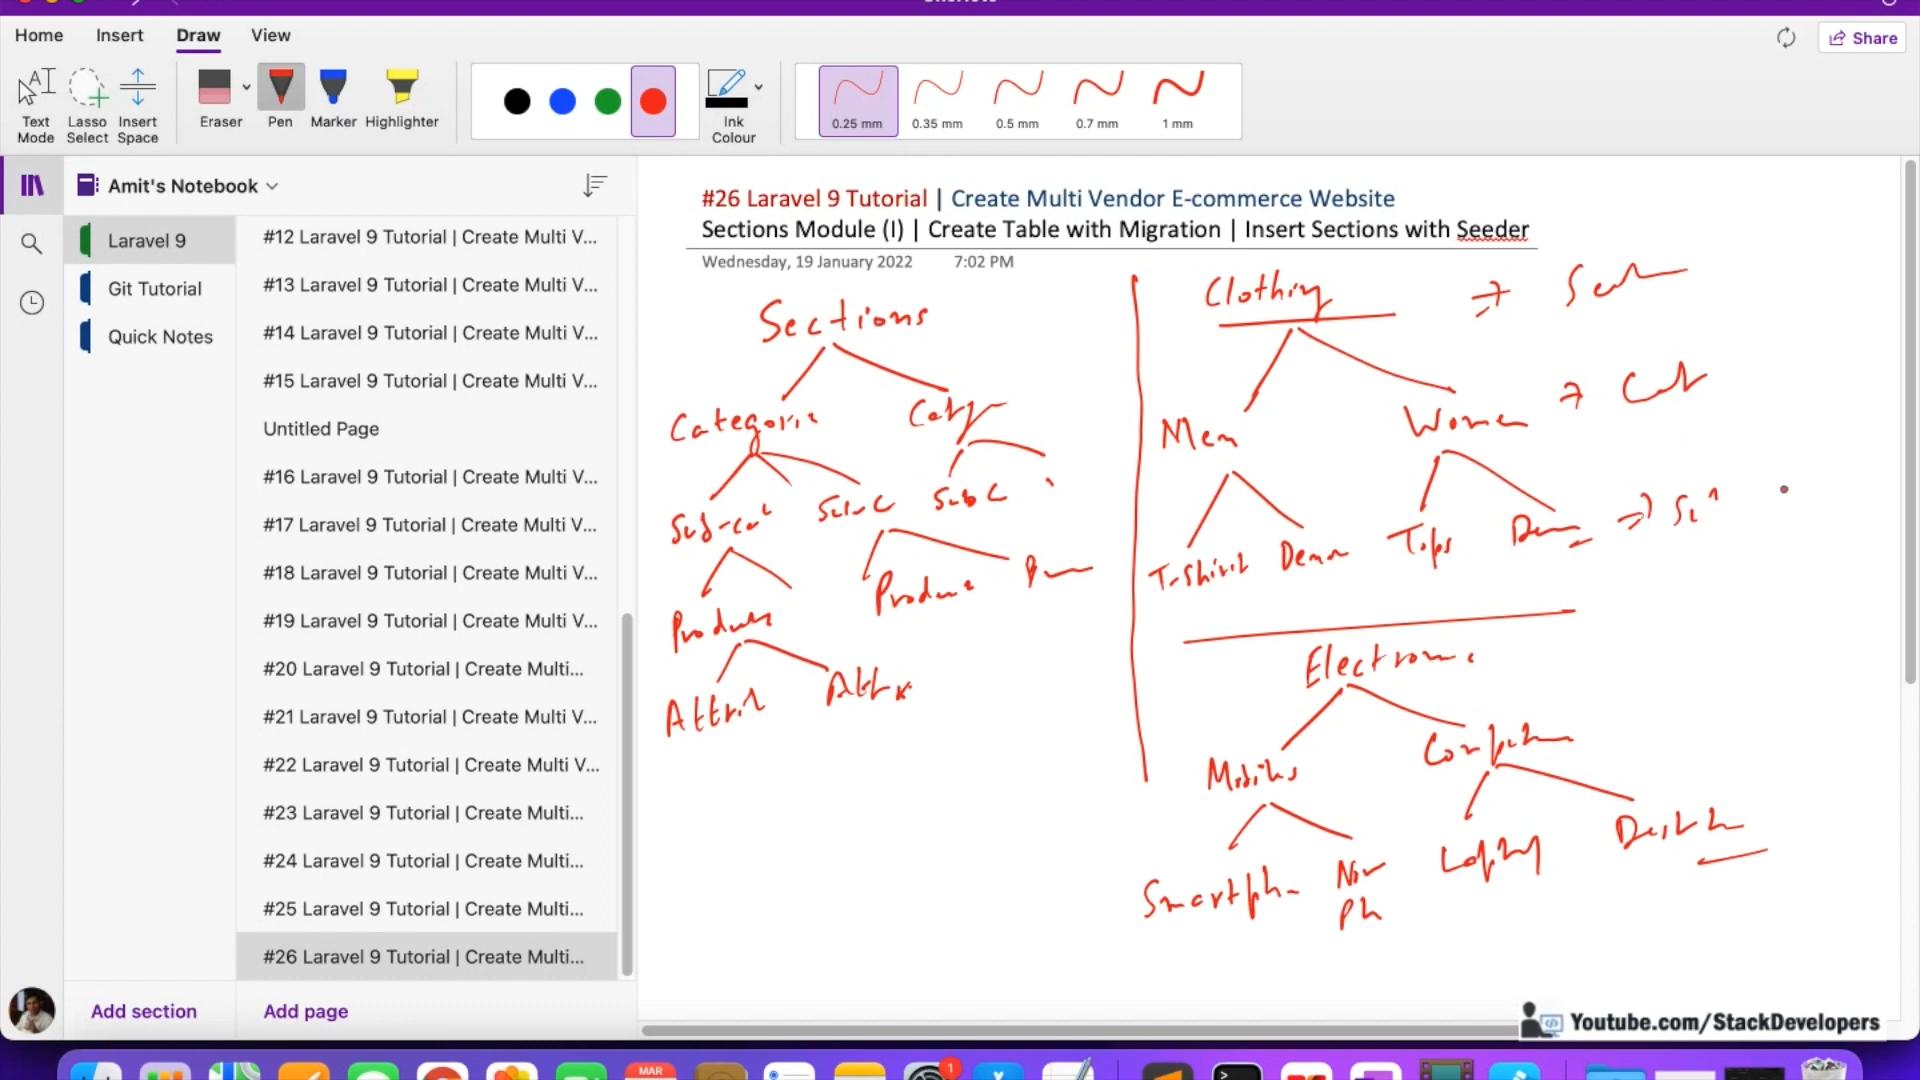 Home Insert Draw View
Share
Text Mode
Lasso Select
Insert Space
Eraser
Pen
Marker
Highlighter
Ink Colour
0.25 mm
0.35 mm
0.5 mm
0.7 mm
1 mm
Amit's Notebook
Laravel 9
Git Tutorial
Quick Notes
#12 Laravel 9 Tutorial | Create Multi V...
#13 Laravel 9 Tutorial | Create Multi V...
#14 Laravel 9 Tutorial | Create Multi V...
#15 Laravel 9 Tutorial | Create Multi V...
Untitled Page
#16 Laravel 9 Tutorial | Create Multi V...
#17 Laravel 9 Tutorial | Create Multi V...
#18 Laravel 9 Tutorial | Create Multi V...
#19 Laravel 9 Tutorial | Create Multi V...
#20 Laravel 9 Tutorial | Create Multi...
#21 Laravel 9 Tutorial | Create Multi V...
#22 Laravel 9 Tutorial | Create Multi V...
#23 Laravel 9 Tutorial | Create Multi...
#24 Laravel 9 Tutorial | Create Multi...
#25 Laravel 9 Tutorial | Create Multi...
#26 Laravel 9 Tutorial | Create Multi...
Add section
Add page
#26 Laravel 9 Tutorial | Create Multi Vendor E-commerce Website
Sections Module (I) | Create Table with Migration | Insert Sections with Seeder
Wednesday, 19 January 2022 7:02 PM
Sections
Sub-cat SubC SubC
Clothing
Men Women
T-Shirt Tops
Youtube.com/StackDevelopers
MAR
1